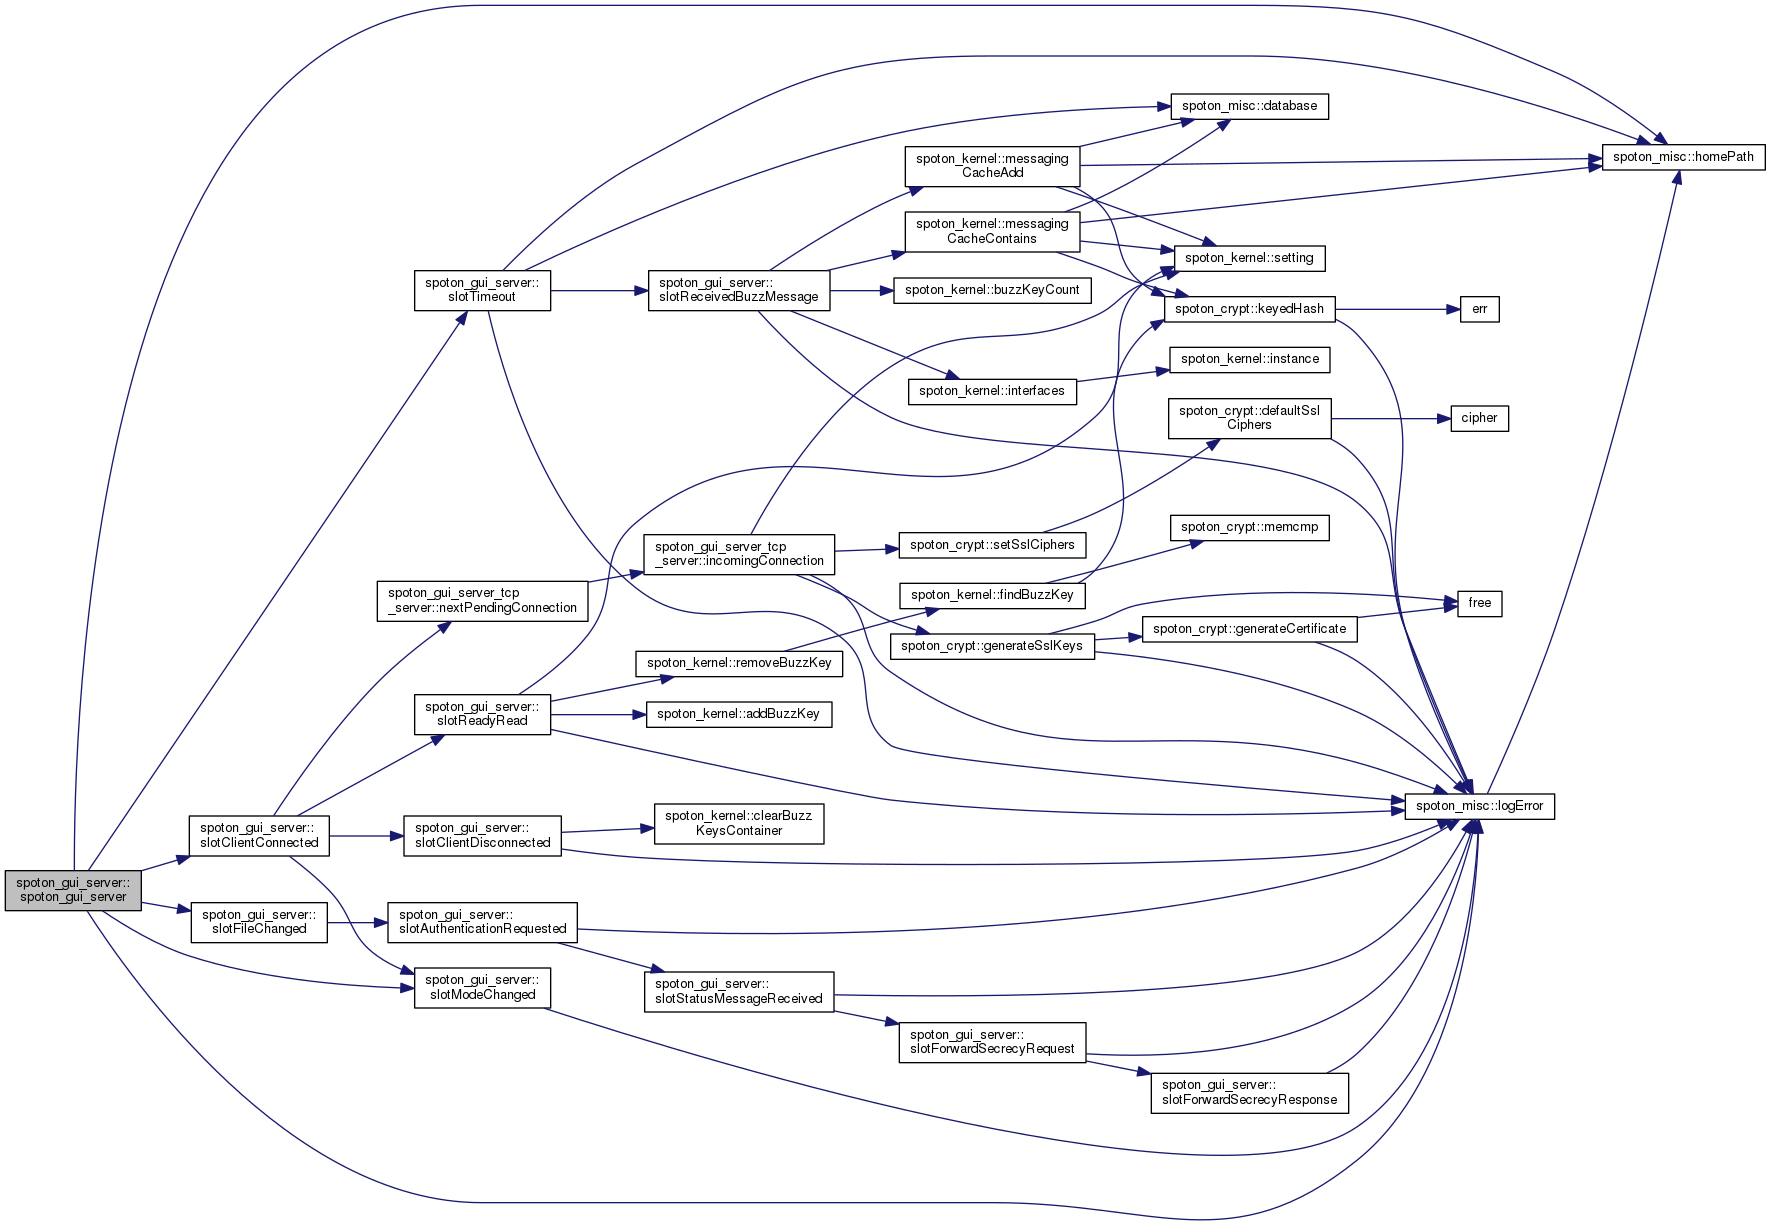 spoton_misc::database
spoton_misc::homePath
spoton_kernel::messaging
CacheAdd
spoton_kernel::messaging
CacheContains
spoton_kernel::setting
spoton_gui_server::
slotTimeout
spoton_gui_server::
slotReceivedBuzzMessage
spoton_kernel::buzzKeyCount
spoton_crypt::keyedHash
err
spoton_kernel::instance
spoton_kernel::interfaces
spoton_crypt::defaultSsl
Ciphers
cipher
spoton_crypt::memcmp
spoton_gui_server_tcp
_server::incomingConnection
spoton_crypt::setSslCiphers
spoton_gui_server_tcp
_server::nextPendingConnection
spoton_kernel::findBuzzKey
free
spoton_crypt::generateCertificate
spoton_crypt::generateSslKeys
spoton_kernel::removeBuzzKey
spoton_gui_server::
slotReadyRead
spoton_kernel::addBuzzKey
spoton_misc::logError
spoton_gui_server::
slotClientConnected
spoton_gui_server::
slotClientDisconnected
spoton_kernel::clearBuzz
KeysContainer
spoton_gui_server::
spoton_gui_server
spoton_gui_server::
slotFileChanged
spoton_gui_server::
slotAuthenticationRequested
spoton_gui_server::
slotModeChanged
spoton_gui_server::
slotStatusMessageReceived
spoton_gui_server::
slotForwardSecrecyRequest
spoton_gui_server::
slotForwardSecrecyResponse